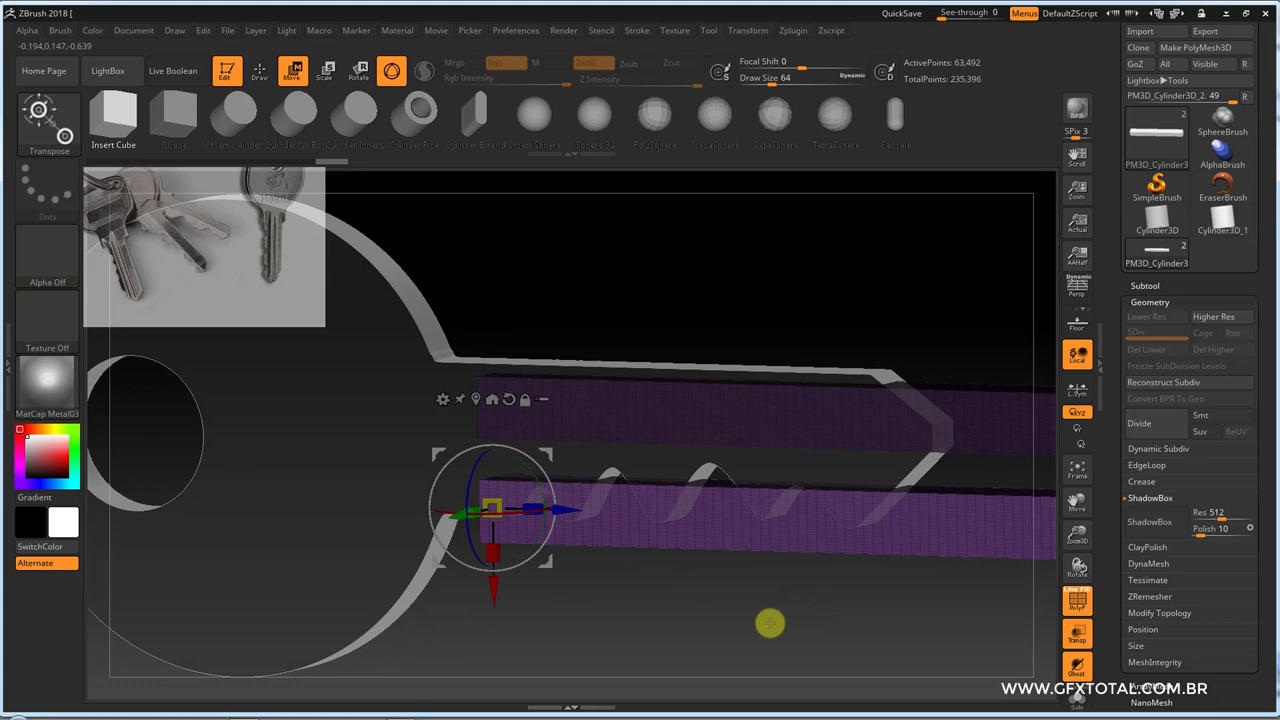 ZBrush 2018 [
QuickSave
See-through 0
Menus
DefaultZScript
Alpha Brush Color Document Draw Edit File Layer Light Macro Marker Material Movie Picker Preferences Render Stencil Stroke Texture Tool Transform Zplugin Zscript
-0.194,0.147,-0.639
Home Page
LightBox
Live Boolean
Edit
Draw
Move
Scale
Rotate
Mrgb
Rgb
M
Rgb Intensity
Zadd
Zsub
Zcut
Z Intensity
Focal Shift 0
Draw Size 64
Dynamic
ActivePoints: 63,492
TotalPoints: 235,396
Transpose
Insert Cube
Capsule
Dots
Alpha Off
Texture Off
MatCap Metal03
Gradient
SwitchColor
Alternate
BPR
SPix 3
Scroll
Zoom
Actual
AAHalf
Dynamic
Persp
Floor
Local
L.Sym
XYZ
Frame
Move
Zoom3D
Rotate
Line Fill
PolyF
Transp
Ghost
Solo
Import
Export
Clone
Make PolyMesh3D
GoZ
All
Visible
R
Lightbox▶Tools
PM3D_Cylinder3D_2. 49
R
2
PM3D_Cylinder3
SphereBrush
AlphaBrush
SimpleBrush
EraserBrush
Cylinder3D
Cylinder3D_1
2
PM3D_Cylinder3
Subtool
Geometry
Lower Res
Higher Res
SDiv
Cage
Rstr
Del Lower
Del Higher
Freeze SubDivision Levels
Reconstruct Subdiv
Convert BPR To Geo
Divide
Smt
Suv
ReUV
Dynamic Subdiv
EdgeLoop
Crease
ShadowBox
ShadowBox
Res 512
Polish 10
ClayPolish
DynaMesh
Tessimate
ZRemesher
Modify Topology
Position
Size
MeshIntegrity
NanoMesh
WWW.GFXTOTAL.COM.BR